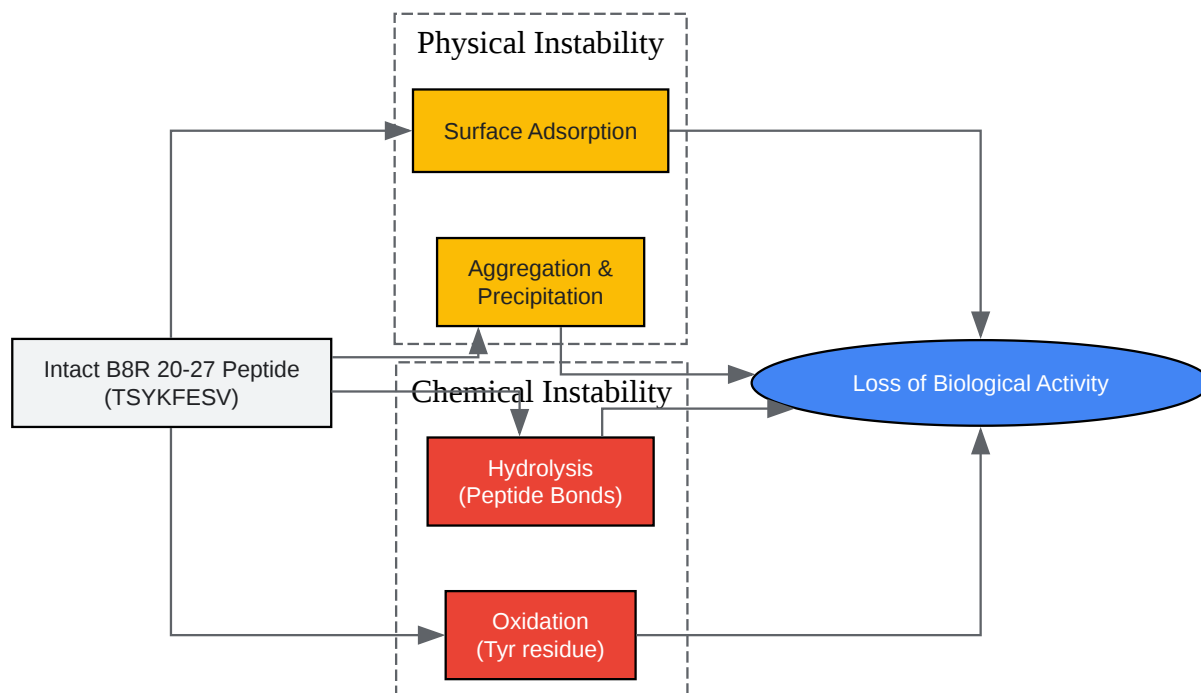 Physical Instability
Surface Adsorption
Aggregation &
Precipitation
Intact B8R 20-27 Peptide
(TSYKFESV)
Loss of Biological Activity
Chemical Instability
Hydrolysis
(Peptide Bonds)
Oxidation
(Tyr residue)